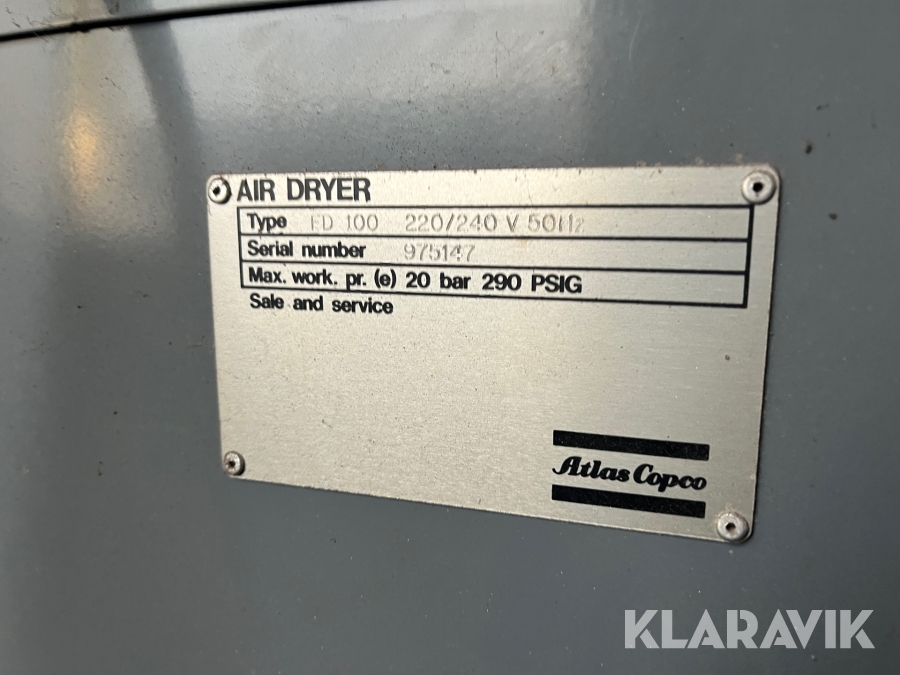 AIR DRYER
Type FD 100 220/240 V 50Hz
Serial number 975147
Max. work. pr. (e) 20 bar 290 PSIG
Sale and service
Atlas Copco
KLARAVIK